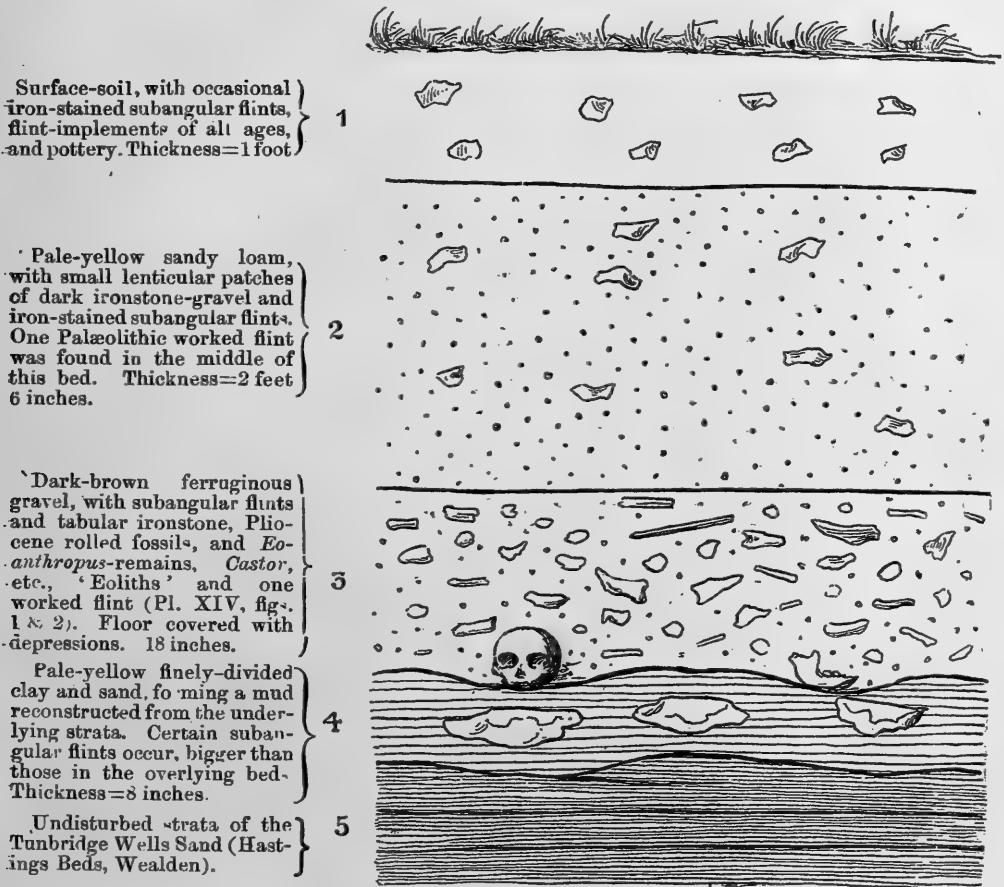 Surface-soil, with occasional
iron-stained subangular flints,
flint-implements of all ages,
and pottery. Thickness=1 foot
1
Pale-yellow sandy loam,
with small lenticular patches
of dark ironstone-gravel and
iron-stained subangular flints.
One Palæolithic worked flint
was found in the middle of
this bed. Thickness=2 feet
6 inches.
2
Dark-brown ferruginous
gravel, with subangular flints
and tabular ironstone, Plio-
cene rolled fossils, and Eo-
anthropus-remains, Castor,
etc., ‘Eoliths’ and one
worked flint (Pl. XIV, figs.
1 & 2). Floor covered with
depressions. 18 inches.
3
Pale-yellow finely-divided
clay and sand, fo ming a mud
reconstructed from the under-
lying strata. Certain suban-
gular flints occur, bigger than
those in the overlying bed.
Thickness=8 inches.
4
Undisturbed strata of the
Tunbridge Wells Sand (Hast-
ings Beds, Wealden).
5